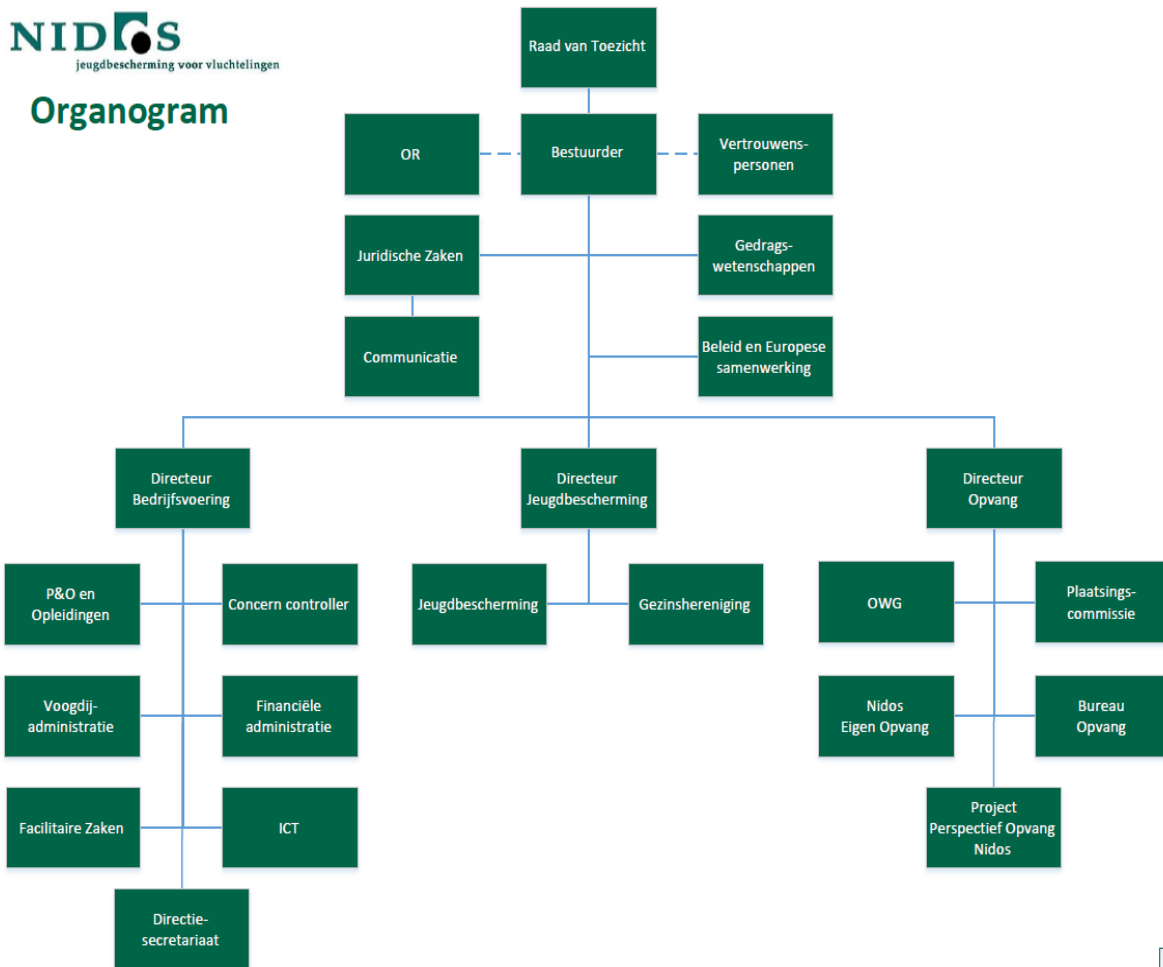 NIDOS
jeugdbescherming voor vluchtelingen
Organogram
Raad van Toezicht
OR
Bestuurder
Vertrouwens-
personen
Juridische Zaken
Gedrags-
wetenschappen
Communicatie
Beleid en Europese
samenwerking
Directeur
Bedrijfsvoering
Directeur
Jeugdbescherming
Directeur
Opvang
P&O en
Opleidingen
Concern controller
Jeugdbescherming
Gezinshereniging
OWG
Plaatsings-
commissie
Voogdij-
administratie
Financiële
administratie
Nidos
Eigen Opvang
Bureau
Opvang
Facilitaire Zaken
ICT
Project
Perspectief Opvang
Nidos
Directie-
secretariaat